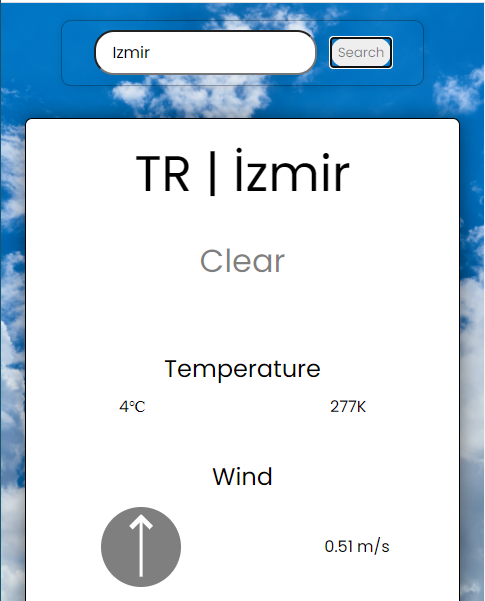 Izmir
Search
TR | İzmir
Clear
Temperature
4°C 277K
Wind
0.51 m/s